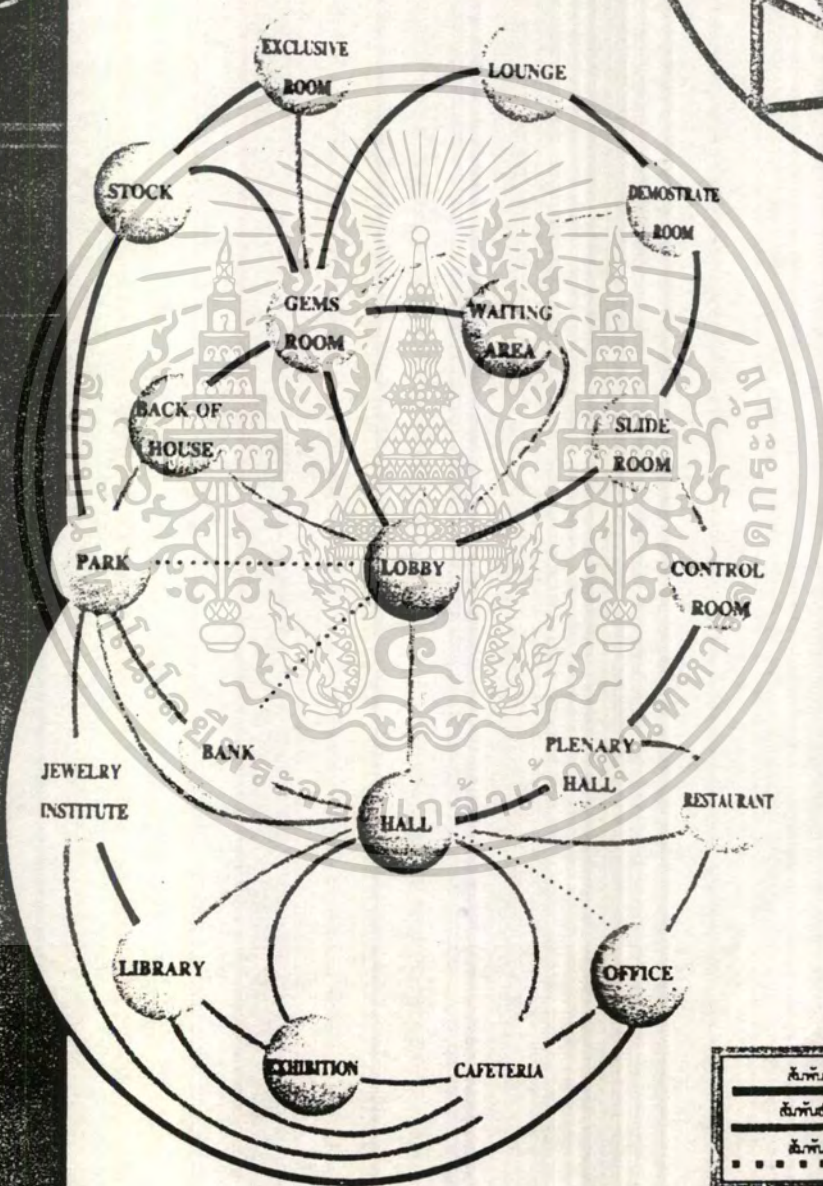 EXCLUSIVE
ROOM
LOUNGE
STOCK
DEMOSTRATE
ROOM
GEMS
ROOM
WAITING
AREA
BACK OF
HOUSE
SLIDE
ROOM
PARK
LOBBY
CONTROL
ROOM
BANK
PLENARY
HALL
JEWELRY
INSTITUTE
HALL
RESTAURANT
LIBRARY
OFFICE
EXHIBITION
CAFETERIA